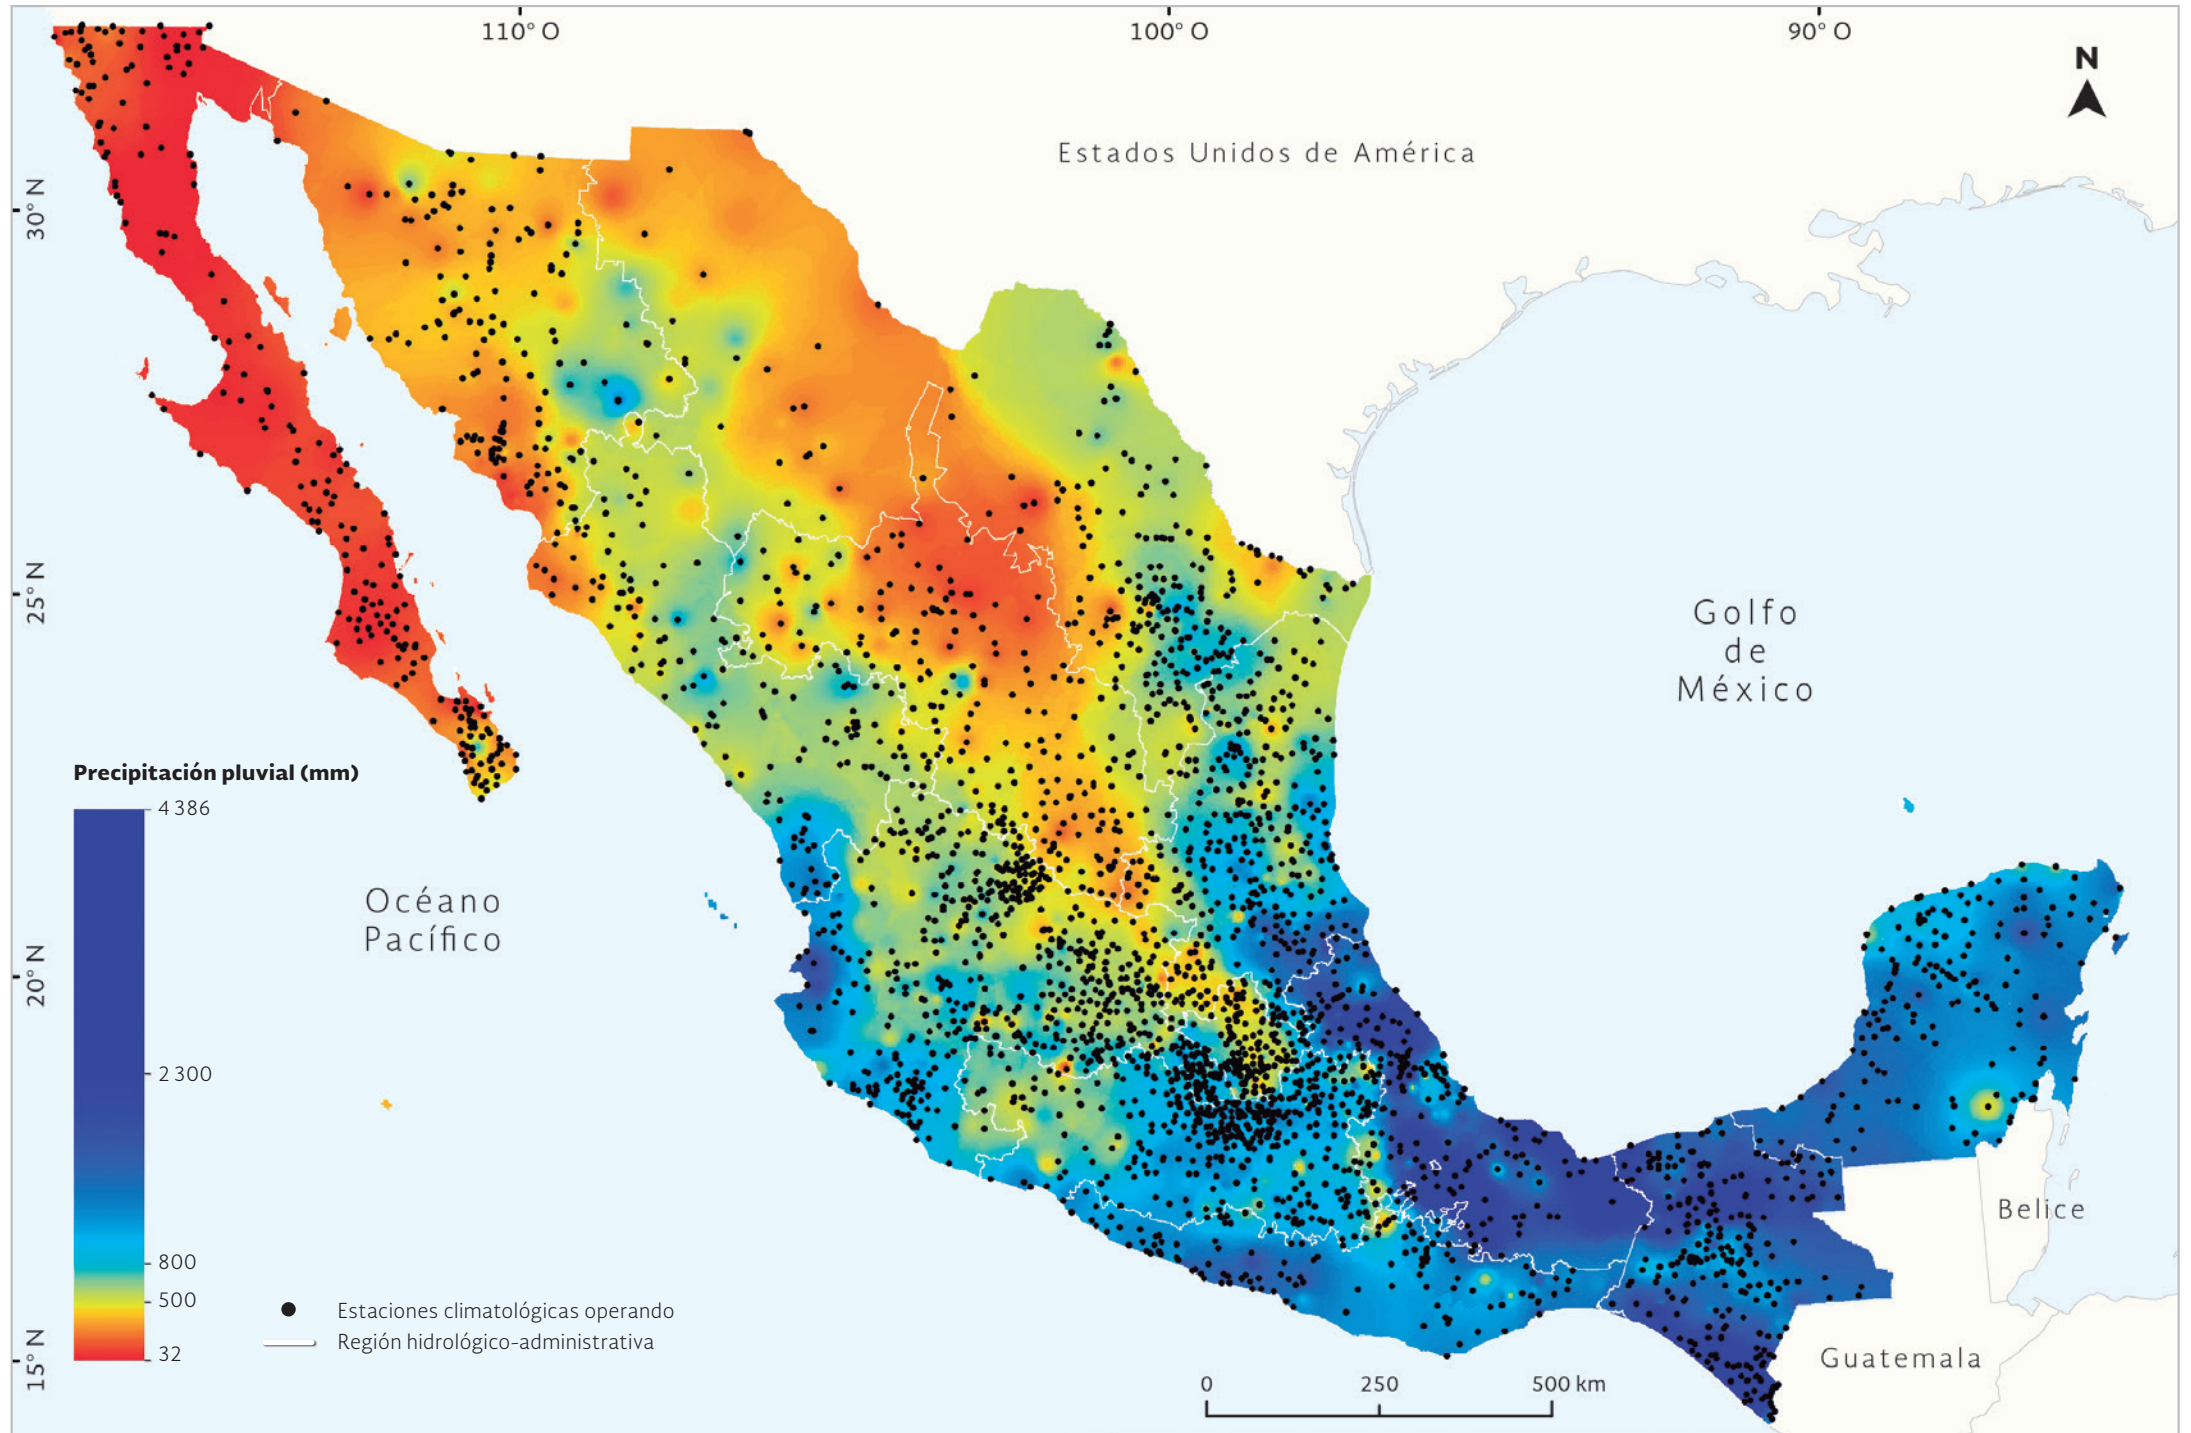 110° O
100° O
90° O
N
Estados Unidos de América
30° N
25° N
20° N
15° N
Golfo
de
México
Océano
Pacífico
Precipitación pluvial (mm)
4 386
2 300
800
500
32
Estaciones climatológicas operando
Región hidrológico-administrativa
0 250 500 km
Belice
Guatemala